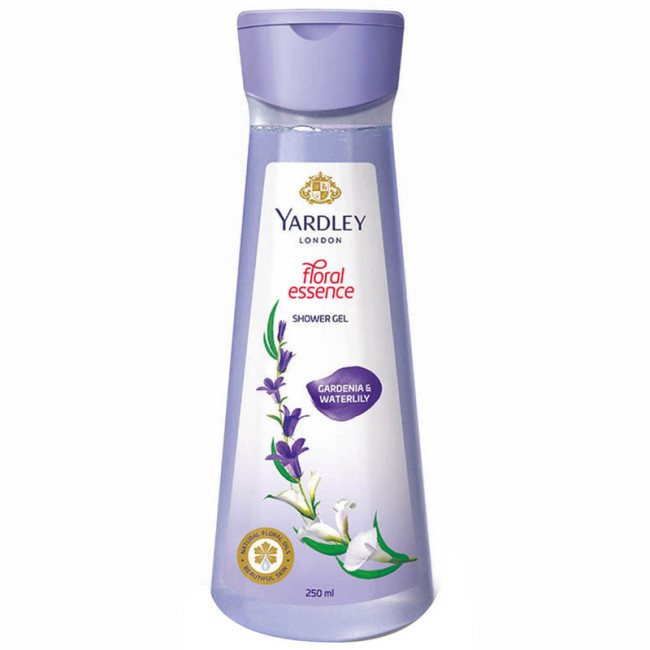 YARDLEY
LONDON
floral
essence
SHOWER GEL
GARDENIA &
WATERLILY
NATURAL FLORAL OILS
• BEAUTIFUL SKIN •
250 ml